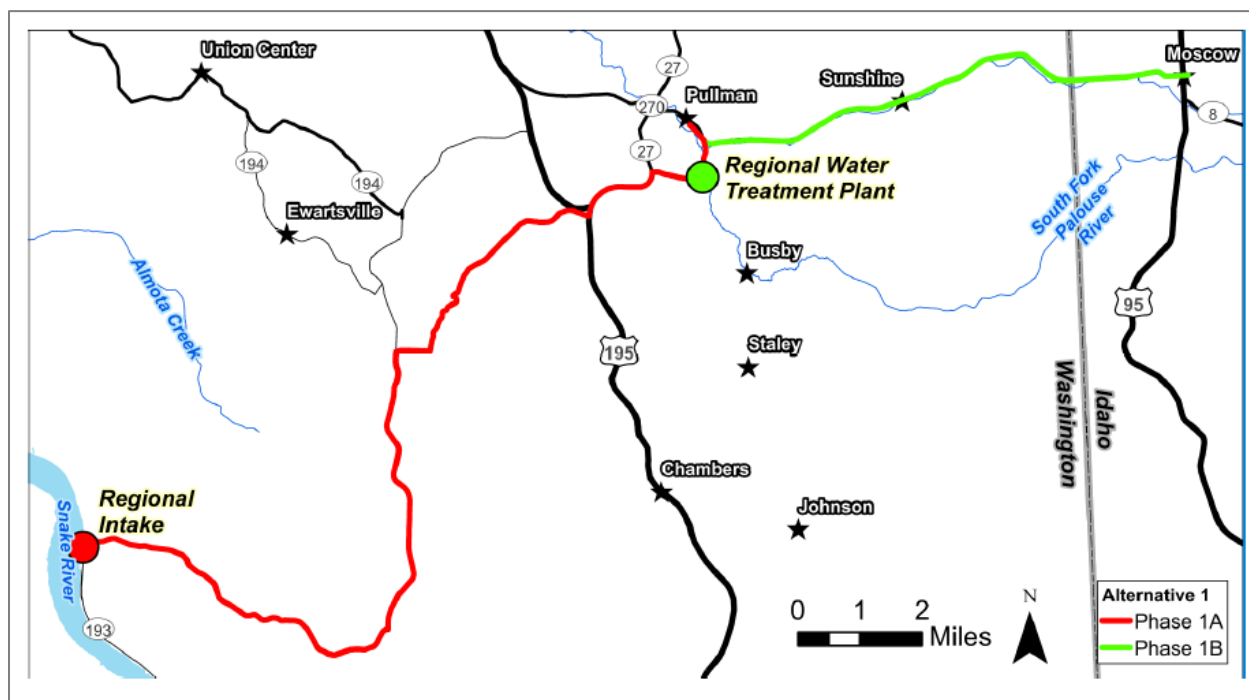 Union Center
27
Moscow
Sunshine
Pullman
270
8
27
194
194
Regional Water
Treatment Plant
Ewartsville
South Fork
Palouse
River
Busby
Almota Creek
95
195
Staley
Washington
Idaho
Chambers
Regional
Intake
Johnson
Snake River
193
0 1 2
Miles
N
Alternative 1
Phase 1A
Phase 1B